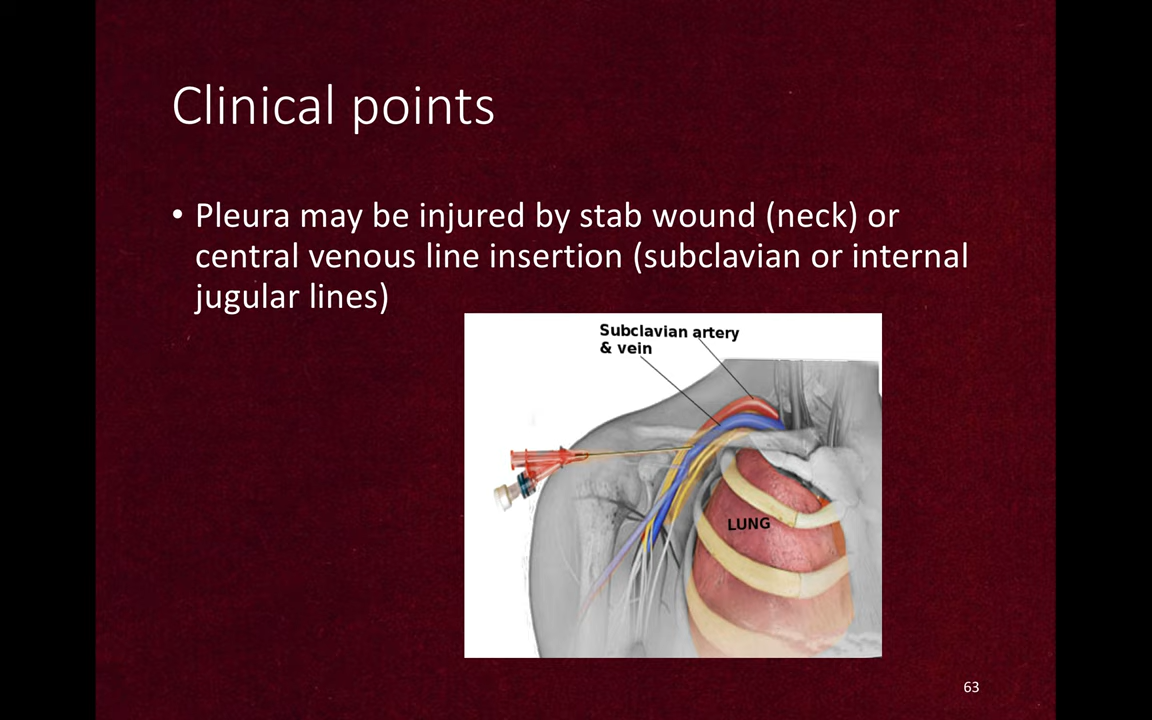 Clinical points
• Pleura may be injured by stab wound (neck) or
central venous line insertion (subclavian or internal
jugular lines)
Subclavian artery
& vein
LUNG
63